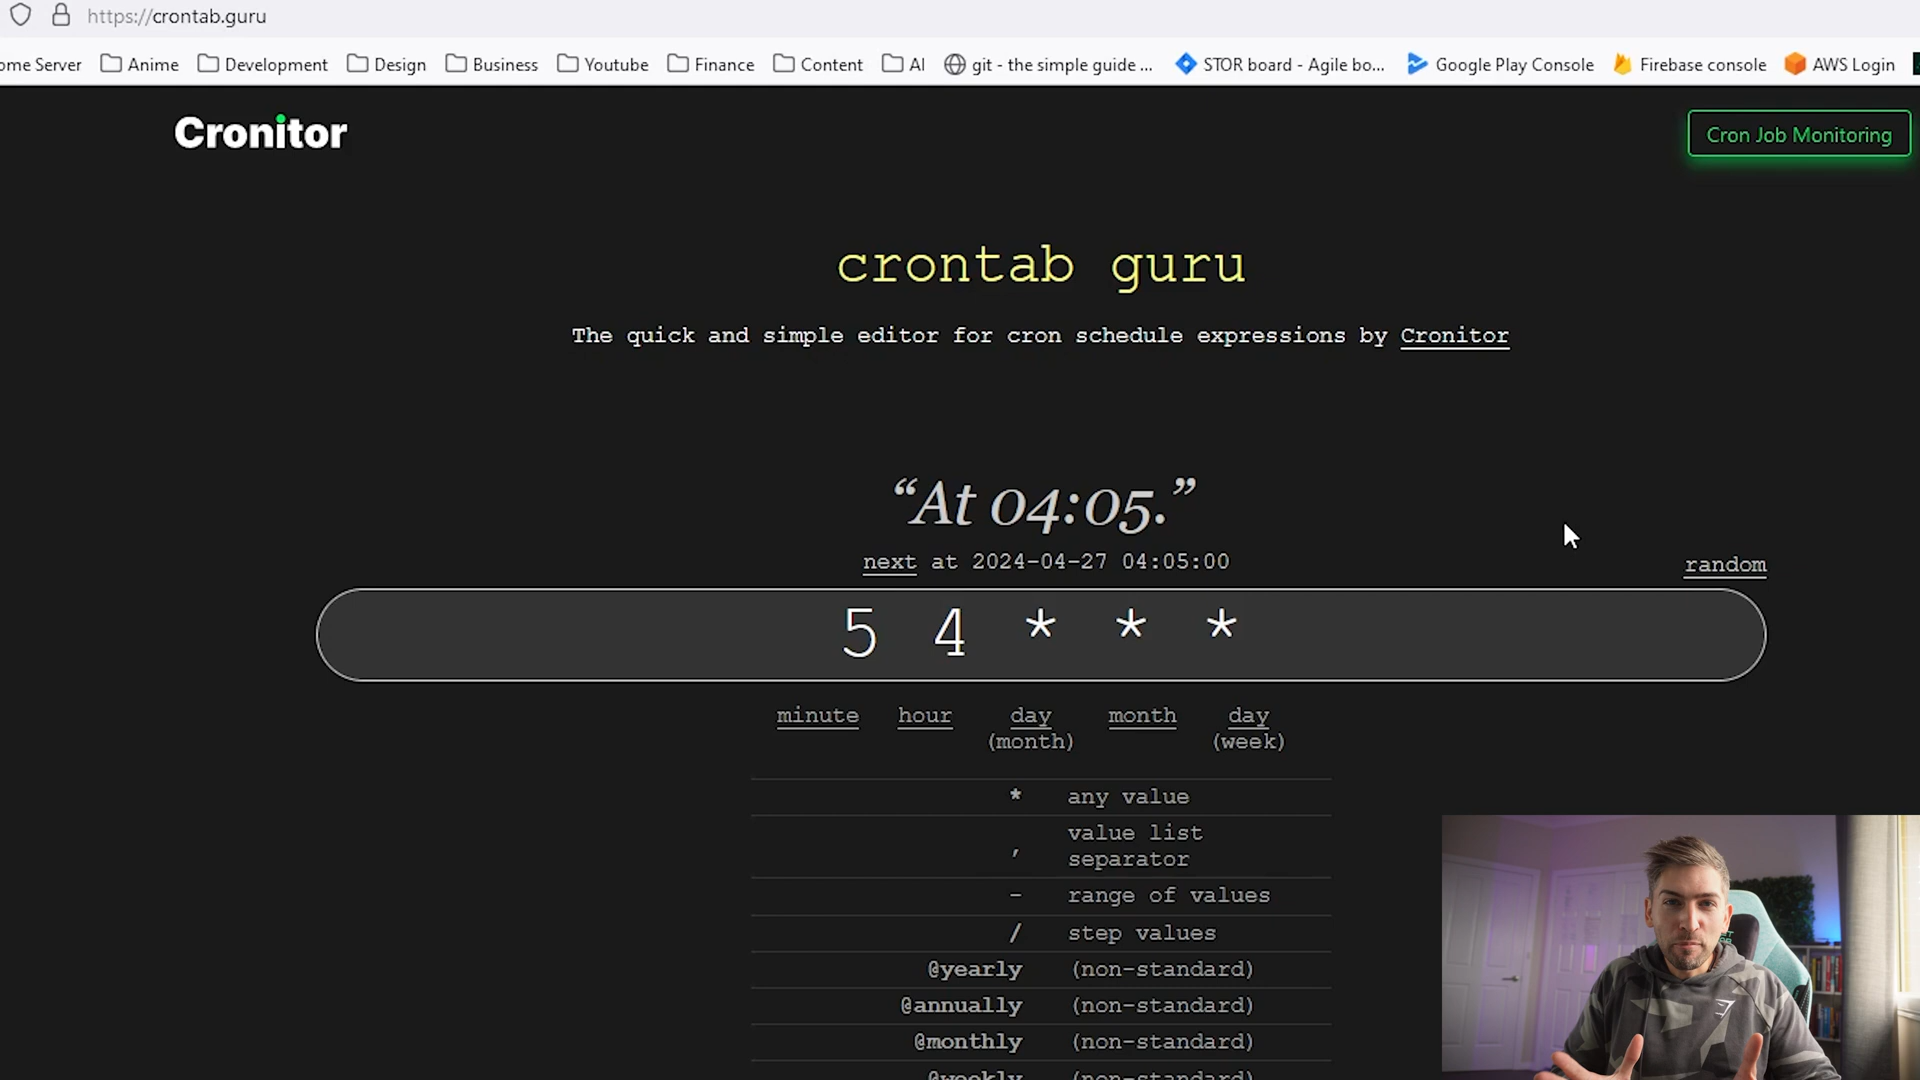 https://crontab.guru
ome Server Anime Development Design Business Youtube Finance Content AI git - the simple guide ... STOR board - Agile bo... Google Play Console Firebase console AWS Login
Cronitor
Cron Job Monitoring
crontab guru
The quick and simple editor for cron schedule expressions by Cronitor
“At 04:05.”
next at 2024-04-27 04:05:00
random
5 4 * * *
minute hour day month day
(month) (week)
* any value
, value list
separator
- range of values
/ step values
@yearly (non-standard)
@annually (non-standard)
@monthly (non-standard)
@weekly (non-standard)